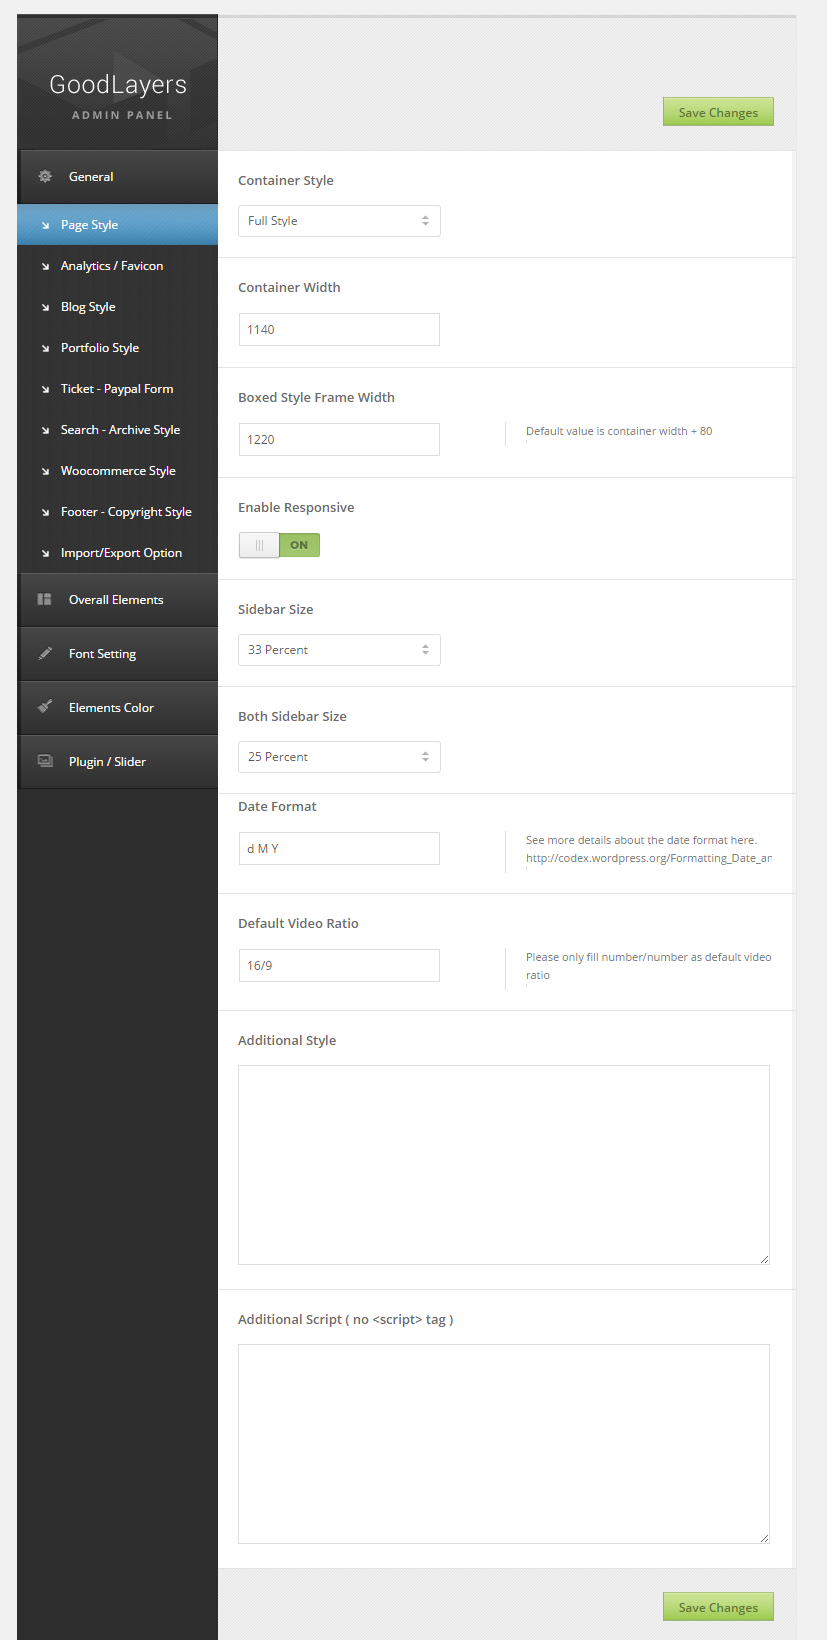 GoodLayers
ADMIN PANEL
Save Changes
General
Page Style
Analytics / Favicon
Blog Style
Portfolio Style
Ticket - Paypal Form
Search - Archive Style
Woocommerce Style
Footer - Copyright Style
Import/Export Option
Overall Elements
Font Setting
Elements Color
Plugin / Slider
Container Style
Full Style
Container Width
1140
Boxed Style Frame Width
1220
Default value is container width + 80
Enable Responsive
ON
Sidebar Size
33 Percent
Both Sidebar Size
25 Percent
Date Format
d M Y
See more details about the date format here.
http://codex.wordpress.org/Formatting_Date_ar
Default Video Ratio
16/9
Please only fill number/number as default video
ratio
Additional Style
Additional Script ( no <script> tag )
Save Changes